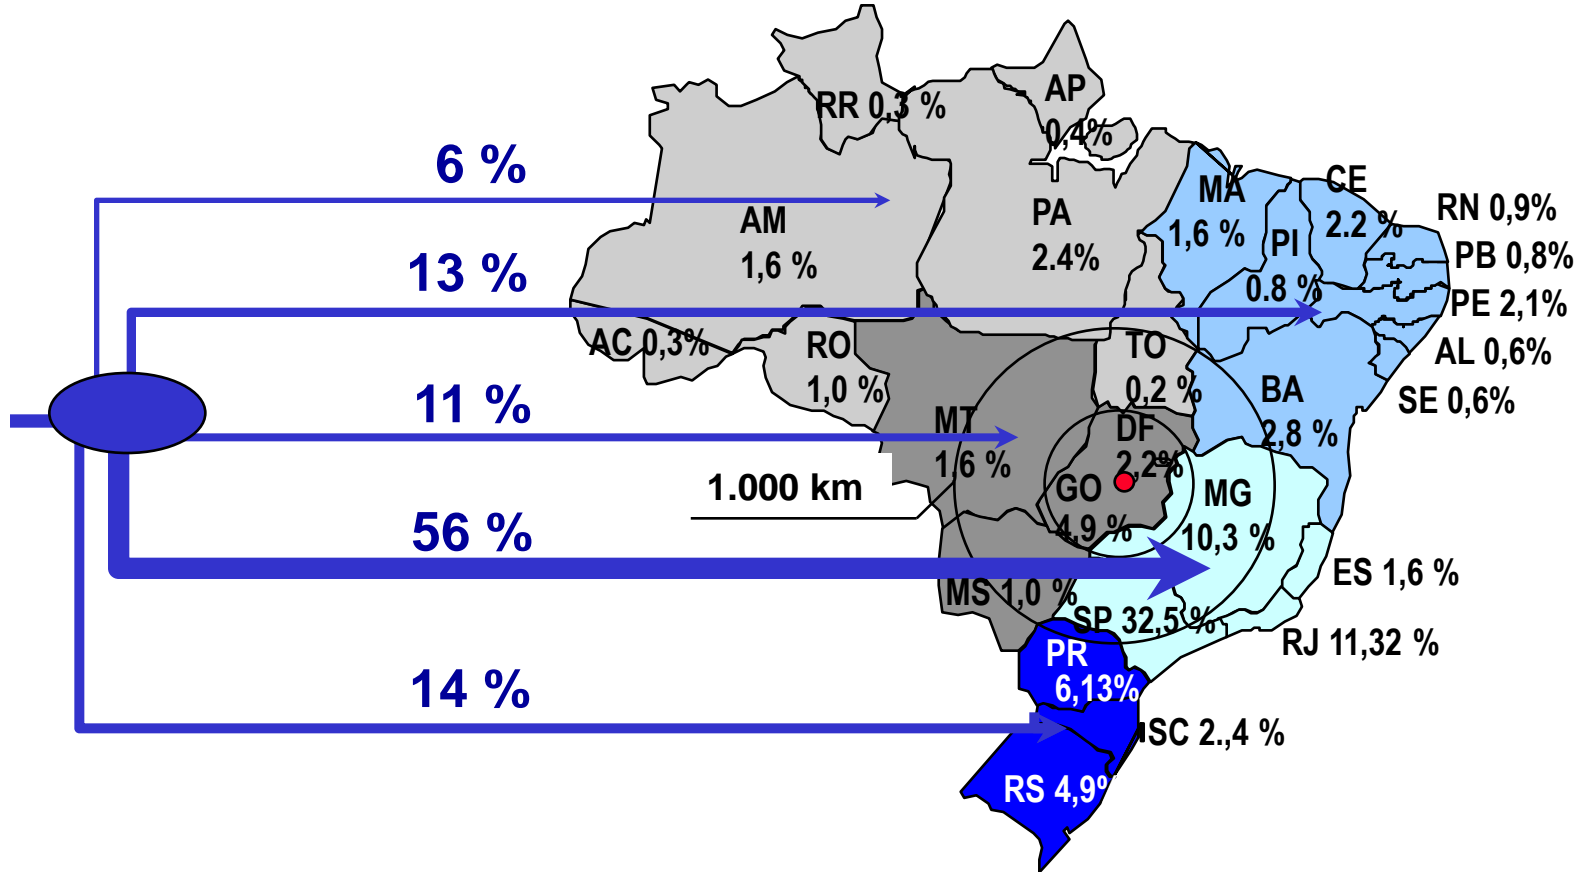 RR 0,3 %
AP
0,4%
6 %
AM
1,6 %
PA
2.4%
MA
1,6 %
PI
0.8 %
CE
2.2 %
RN 0,9%
PB 0,8%
PE 2,1%
AL 0,6%
SE 0,6%
13 %
AC 0,3%
RO
1,0 %
TO
0,2 %
BA
2,8 %
11 %
MT
1,6 %
DF
2,2%
1.000 km
GO
4,9 %
MG
10,3 %
56 %
MS 1,0 %
ES 1,6 %
SP 32,5 %
RJ 11,32 %
PR
6,13%
14 %
SC 2.,4 %
RS 4,9%